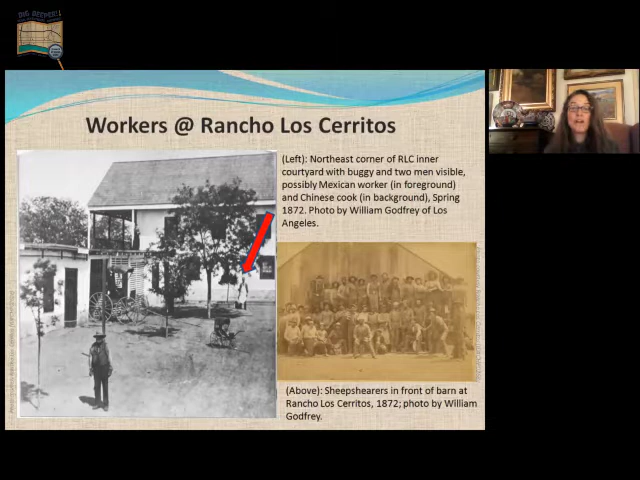 DIG DEEPER!
Workers @ Rancho Los Cerritos
(Left): Northeast corner of RLC inner
courtyard with buggy and two men visible,
possibly Mexican worker (in foreground)
and Chinese cook (in background), Spring
1872. Photo by William Godfrey of Los
Angeles.
(Above): Sheepshearers in front of barn at
Rancho Los Cerritos, 1872; photo by William
Godfrey.